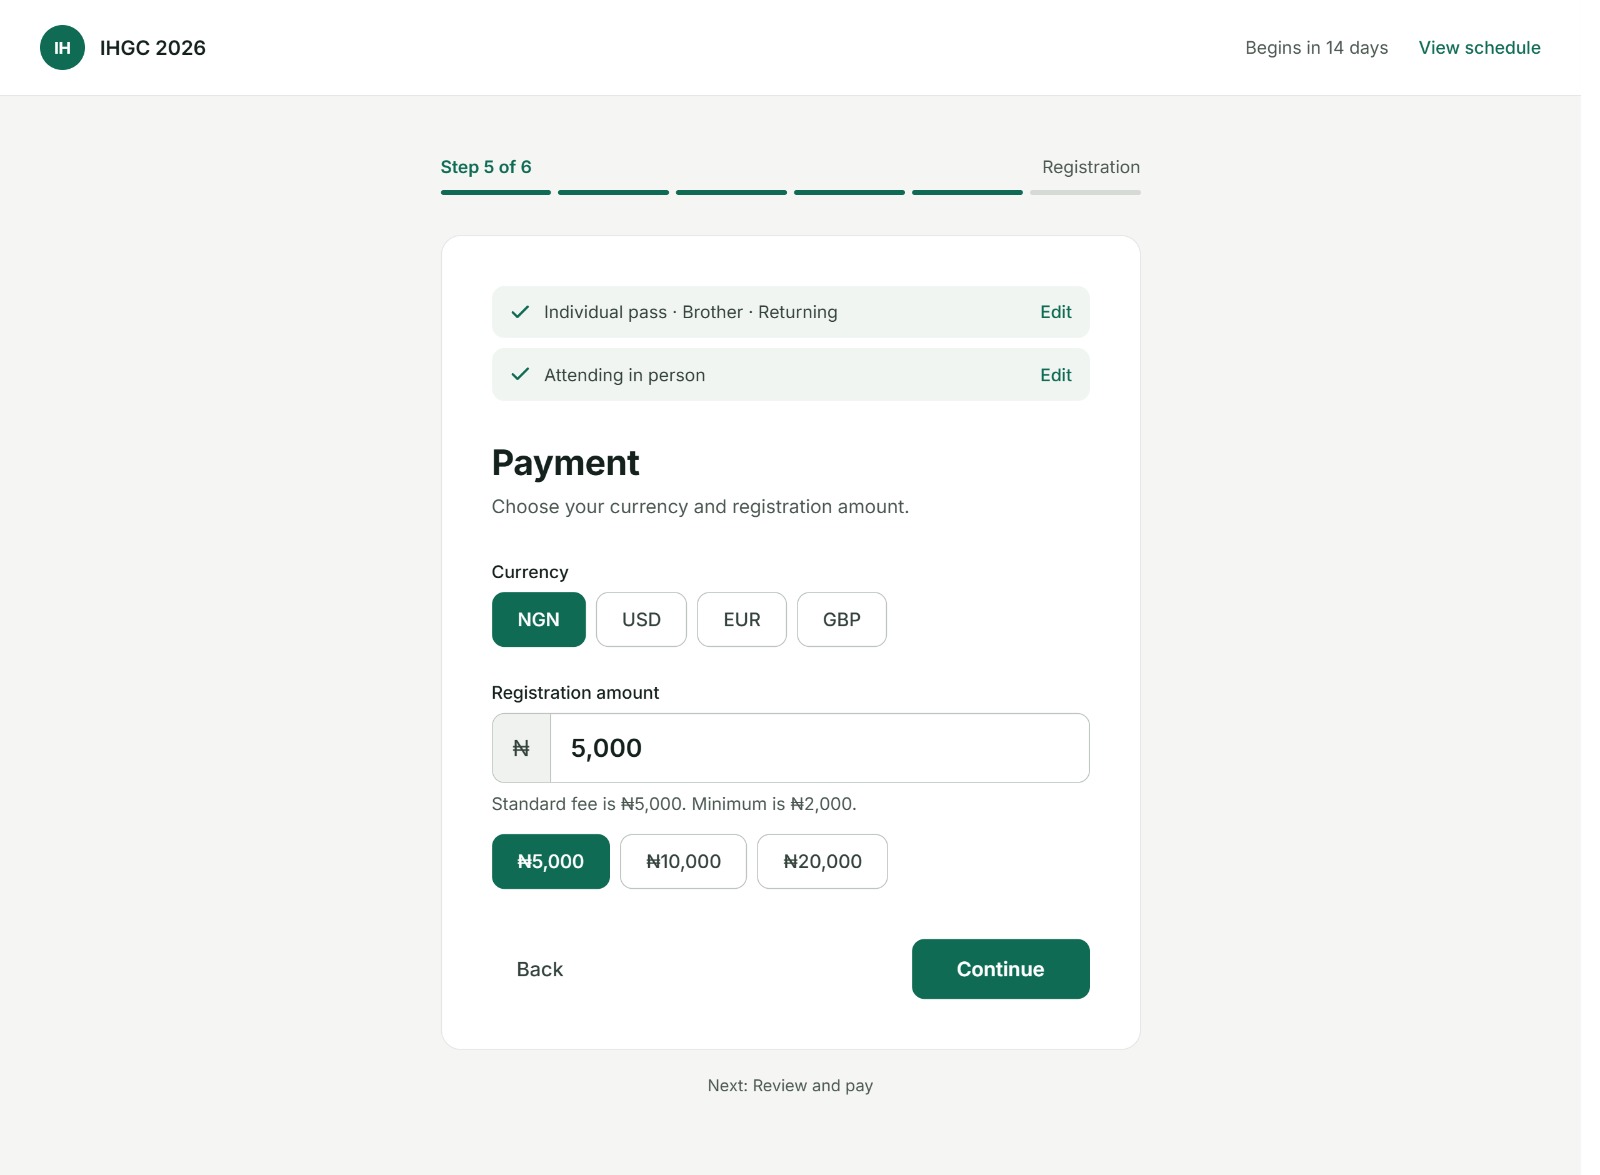 IH IHGC 2026 Begins in 14 days View schedule
Step 5 of 6 Registration
Individual pass · Brother · Returning Edit
Attending in person Edit
Payment
Choose your currency and registration amount.
Currency
NGN USD EUR GBP
Registration amount
₦ 5,000
Standard fee is ₦5,000. Minimum is ₦2,000.
₦5,000 ₦10,000 ₦20,000
Back Continue
Next: Review and pay